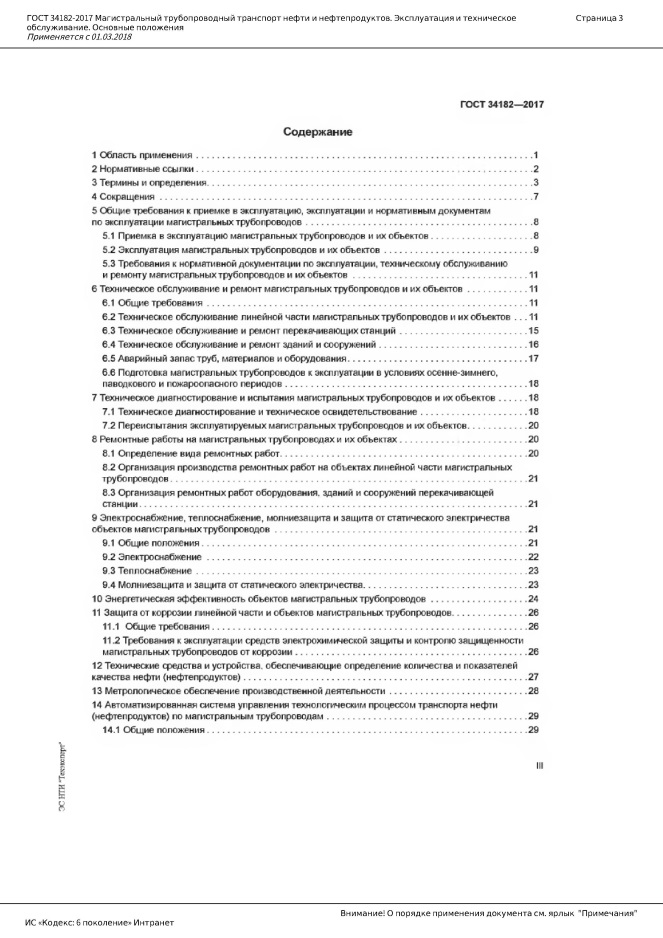 ГОСТ 34182-2017 Магистральный трубопроводный транспорт нефти и нефтепродуктов. Эксплуатация и техническое
обслуживание. Основные положения
Применяется с 01.03.2018
Страница 3
ГОСТ 34182—2017
Содержание
1 Область применения . . . . . . . . . . 1
2 Нормативные ссылки . . . . . . . . . . 2
3 Термины и определения. . . . . . . . . . 3
4 Сокращения . . . . . . . . . . 7
5 Общие требования к приемке в эксплуатацию, эксплуатации и нормативным документам
по эксплуатации магистральных трубопроводов . . . . . . . . . . 8
5.1 Приемка в эксплуатацию магистральных трубопроводов и их объектов . . . . . . . . . . 8
5.2 Эксплуатация магистральных трубопроводов и их объектов . . . . . . . . . . 9
5.3 Требования к нормативной документации по эксплуатации, техническому обслуживанию
и ремонту магистральных трубопроводов и их объектов . . . . . . . . . . 11
6 Техническое обслуживание и ремонт магистральных трубопроводов и их объектов . . . . . . . . . . 11
6.1 Общие требования . . . . . . . . . . 11
6.2 Техническое обслуживание линейной части магистральных трубопроводов и их объектов . . . 11
6.3 Техническое обслуживание и ремонт перекачивающих станций . . . . . . . . . . 15
6.4 Техническое обслуживание и ремонт зданий и сооружений . . . . . . . . . . 16
6.5 Аварийный запас труб, материалов и оборудования. . . . . . . . . . 17
6.6 Подготовка магистральных трубопроводов к эксплуатации в условиях осенне-зимнего,
паводкового и пожароопасного периодов . . . . . . . . . . 18
7 Техническое диагностирование и испытания магистральных трубопроводов и их объектов . . . . . . 18
7.1 Техническое диагностирование и техническое освидетельствование . . . . . . . . . . 18
7.2 Переиспытания эксплуатируемых магистральных трубопроводов и их объектов. . . . . . . . . . 20
8 Ремонтные работы на магистральных трубопроводах и их объектах . . . . . . . . . . 20
8.1 Определение вида ремонтных работ. . . . . . . . . . 20
8.2 Организация производства ремонтных работ на объектах линейной части магистральных
трубопроводов . . . . . . . . . . 21
8.3 Организация ремонтных работ оборудования, зданий и сооружений перекачивающей
станции . . . . . . . . . . 21
9 Электроснабжение, теплоснабжение, молниезащита и защита от статического электричества
объектов магистральных трубопроводов . . . . . . . . . . 21
9.1 Общие положения . . . . . . . . . . 21
9.2 Электроснабжение . . . . . . . . . . 22
9.3 Теплоснабжение . . . . . . . . . . 23
9.4 Молниезащита и защита от статического электричества. . . . . . . . . . 23
10 Энергетическая эффективность объектов магистральных трубопроводов . . . . . . . . . . 24
11 Защита от коррозии линейной части и объектов магистральных трубопроводов. . . . . . . . . . 26
11.1 Общие требования . . . . . . . . . . 26
11.2 Требования к эксплуатации средств электрохимической защиты и контролю защищенности
магистральных трубопроводов от коррозии . . . . . . . . . . 26
12 Технические средства и устройства, обеспечивающие определение количества и показателей
качества нефти (нефтепродуктов) . . . . . . . . . . 27
13 Метрологическое обеспечение производственной деятельности . . . . . . . . . . 28
14 Автоматизированная система управления технологическим процессом транспорта нефти
(нефтепродуктов) по магистральным трубопроводам . . . . . . . . . . 29
14.1 Общие положения . . . . . . . . . . 29
III
ЭС НТИ "Техэксперт"
Внимание! О порядке применения документа см. ярлык "Примечания"
ИС «Кодекс: 6 поколение» Интранет